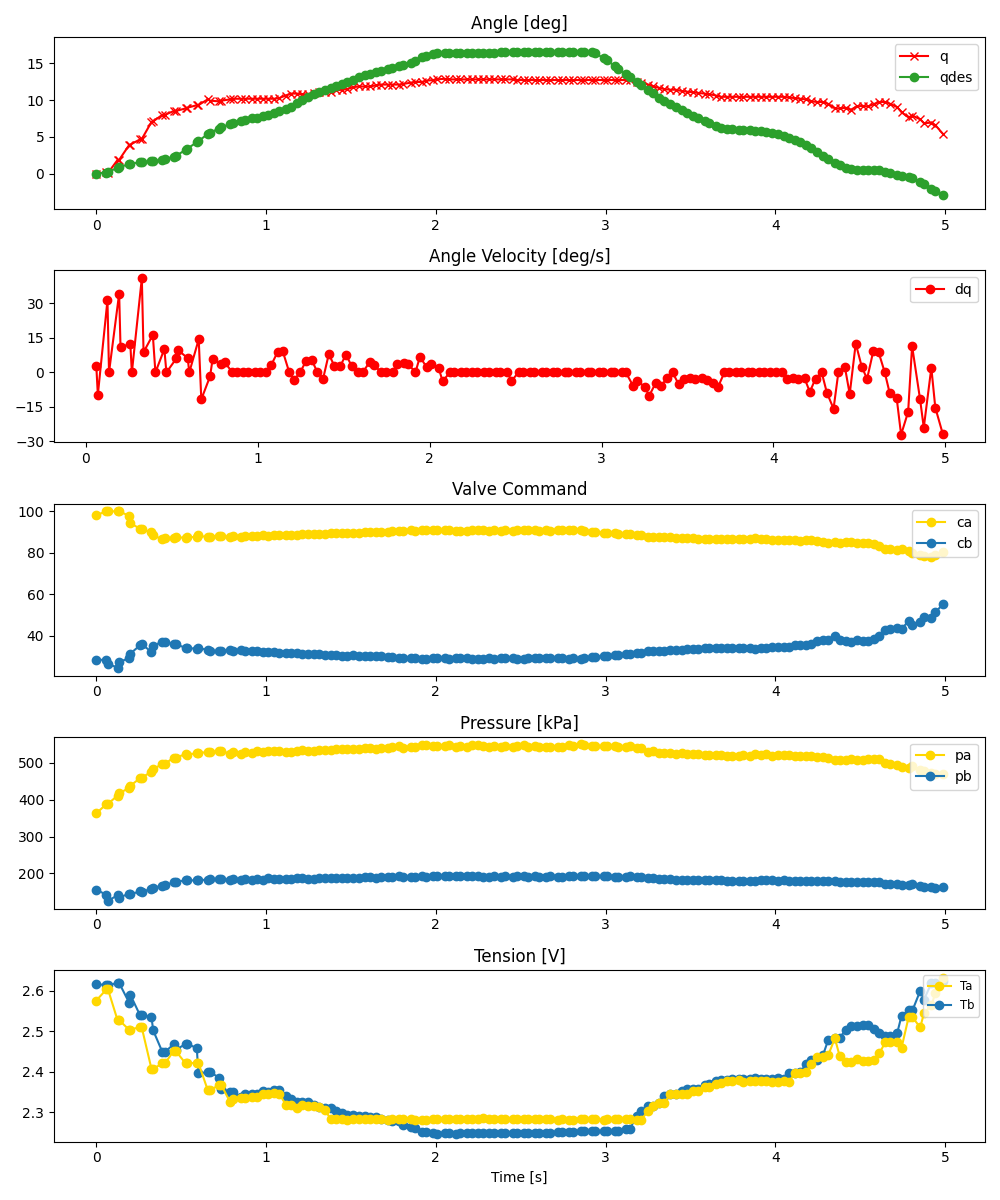 Angle [deg]
15
10
5
0
q
qdes
0 1 2 3 4 5
Angle Velocity [deg/s]
30
15
0
−15
−30
dq
0 1 2 3 4 5
Valve Command
100
80
60
40
ca
cb
0 1 2 3 4 5
Pressure [kPa]
500
400
300
200
pa
pb
0 1 2 3 4 5
Tension [V]
2.6
2.5
2.4
2.3
Ta
Tb
0 1 2 3 4 5
Time [s]